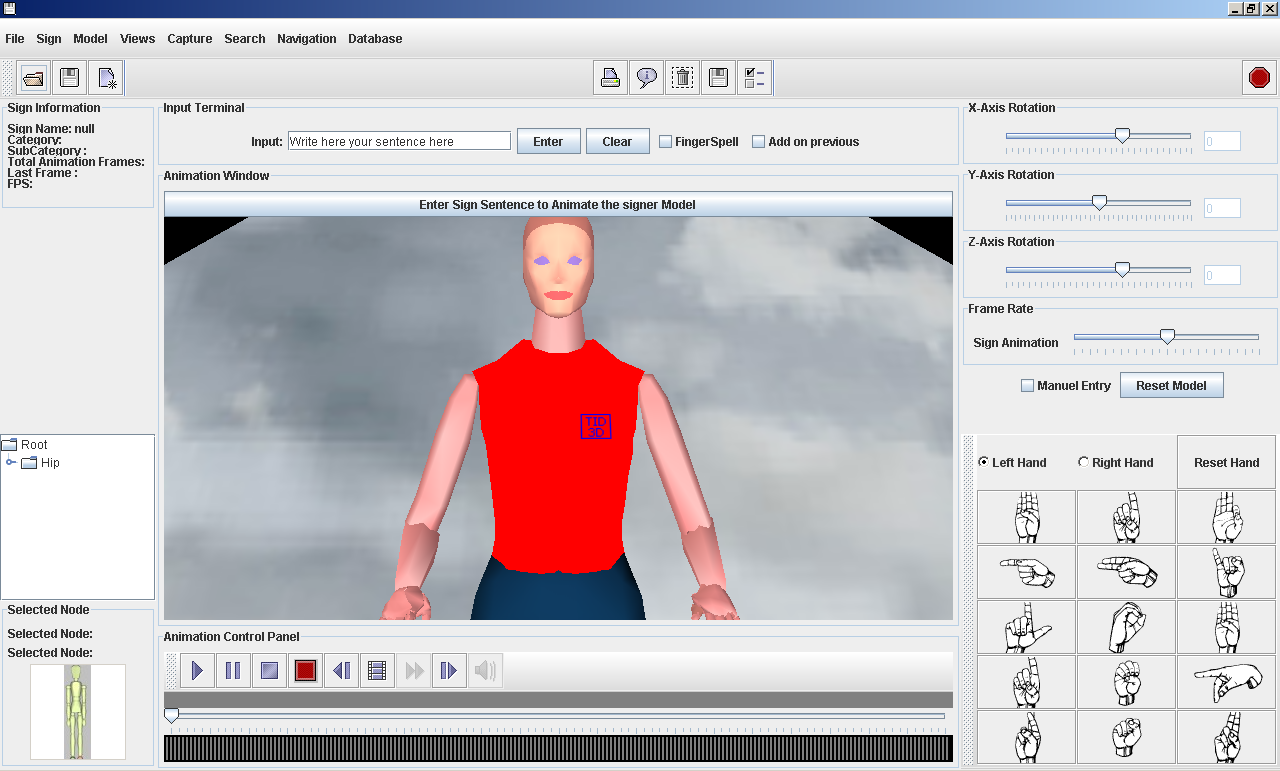 File Sign Model Views Capture Search Navigation Database
Sign Information
Sign Name: null
Category:
SubCategory :
Total Animation Frames:
Last Frame :
FPS:
Root
Hip
Selected Node
Selected Node:
Selected Node:
Input Terminal
Input: Write here your sentence here Enter Clear FingerSpell Add on previous
Animation Window
Enter Sign Sentence to Animate the signer Model
TID
3D
Animation Control Panel
X-Axis Rotation
0
Y-Axis Rotation
0
Z-Axis Rotation
0
Frame Rate
Sign Animation
Manuel Entry Reset Model
Left Hand Right Hand Reset Hand